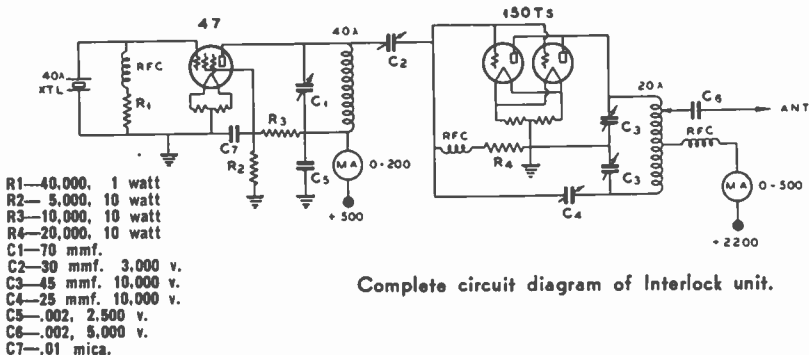 47
150Ts
40λ
C2
40λ
XTL
RFC
R1
C1
20λ
C6
ANT
R3
C7
R2
C5
MA
0-200
+500
RFC
R4
C3
C3
RFC
C4
MA
0-500
+2200
R1—40,000, 1 watt
R2— 5,000, 10 watt
R3—10,000, 10 watt
R4—20,000, 10 watt
C1—70 mmf.
C2—30 mmf. 3,000 v.
C3—45 mmf. 10,000 v.
C4—25 mmf. 10,000 v.
C5—.002, 2,500 v.
C6—.002, 5,000 v.
C7—.01 mica.
Complete circuit diagram of Interlock unit.